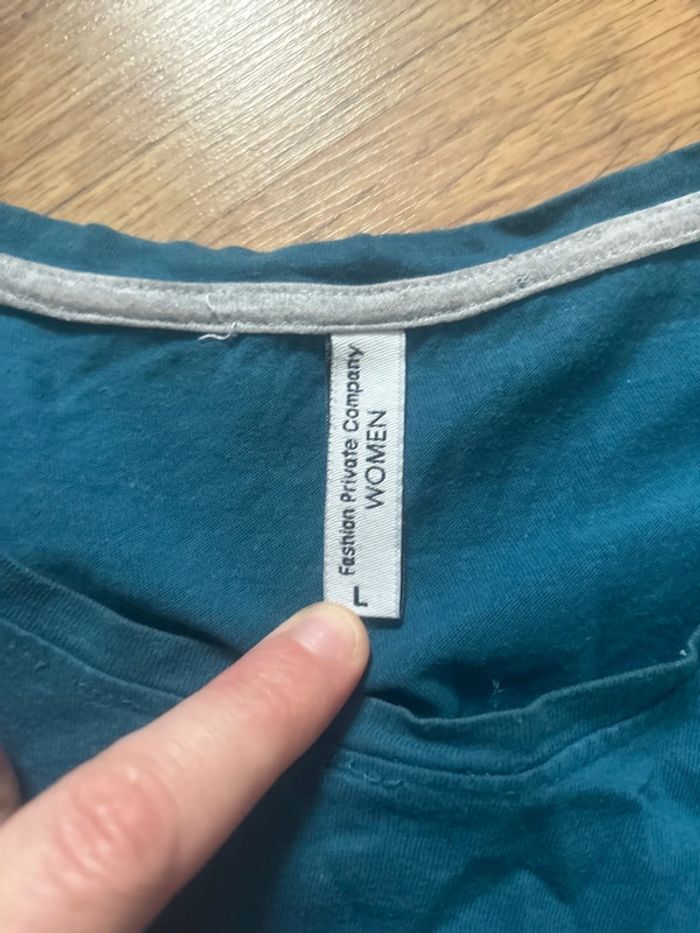 Fashion Private Company
WOMEN
L